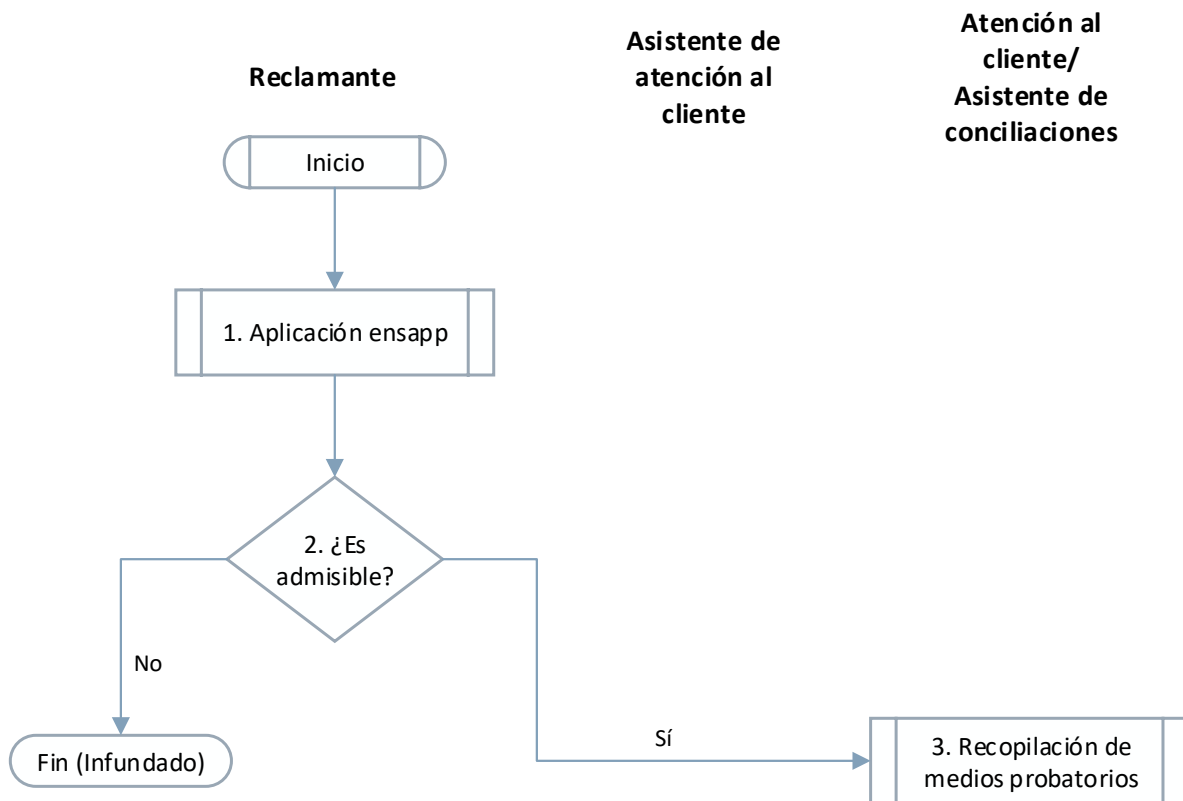 Reclamante
Asistente de
atención al
cliente
Atención al
cliente/
Asistente de
conciliaciones
Inicio
1. Aplicación ensapp
2. ¿Es
admisible?
No
Fin (Infundado)
Sí
3. Recopilación de
medios probatorios